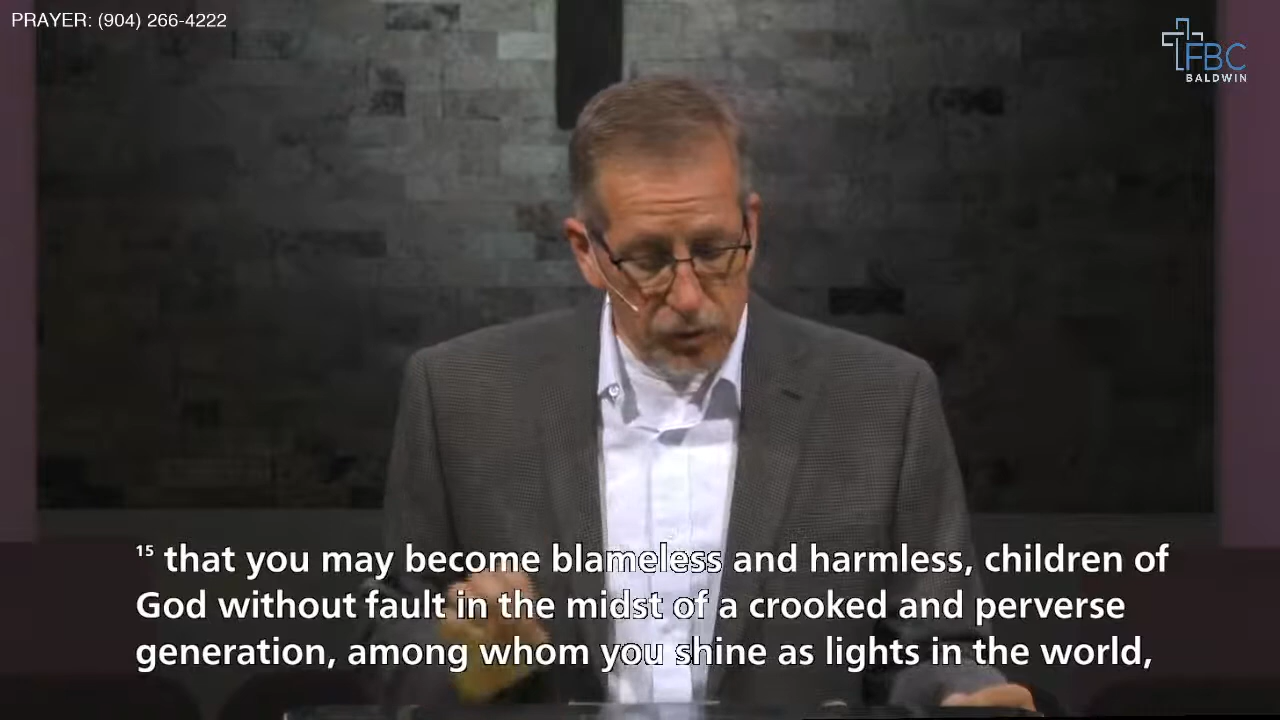 PRAYER: (904) 266-4222
FBC
BALDWIN
15 that you may become blameless and harmless, children of
God without fault in the midst of a crooked and perverse
generation, among whom you shine as lights in the world,